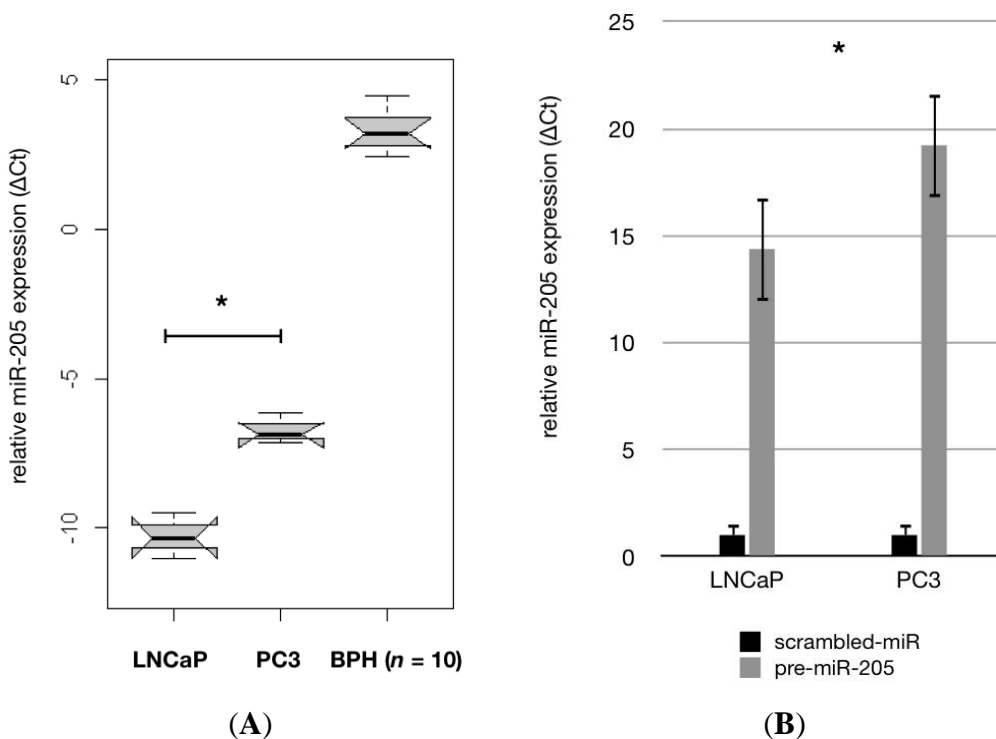 relative miR-205 expression (ΔCt)
5
0
-5
-10
*
LNCaP PC3 BPH (n = 10)
(A)
relative miR-205 expression (ΔCt)
25
20
15
10
5
0
*
LNCaP PC3
scrambled-miR
pre-miR-205
(B)